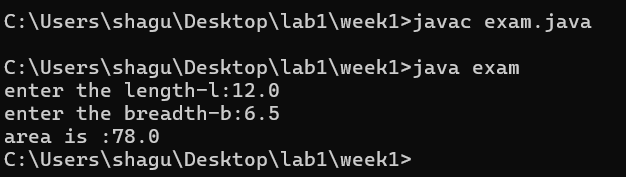 C:\Users\shagu\Desktop\lab1\week1>javac exam.java
C:\Users\shagu\Desktop\lab1\week1>java exam
enter the length-l:12.0
enter the breadth-b:6.5
area is :78.0
C:\Users\shagu\Desktop\lab1\week1>